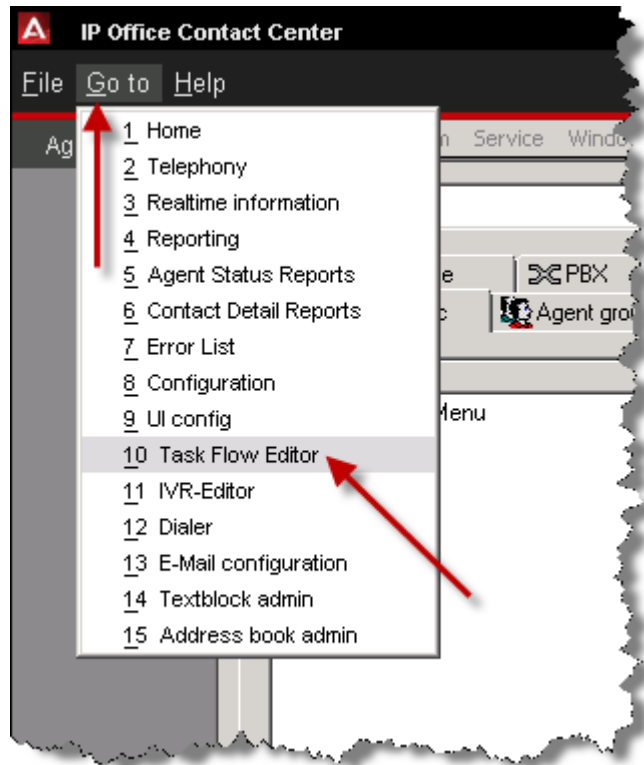 IP Office Contact Center
File Go to Help
Ag
1 Home
2 Telephony
3 Realtime information
4 Reporting
5 Agent Status Reports
6 Contact Detail Reports
7 Error List
8 Configuration
9 UI config
10 Task Flow Editor
11 IVR-Editor
12 Dialer
13 E-Mail configuration
14 Textblock admin
15 Address book admin
Service
PBX
Agent
Menu